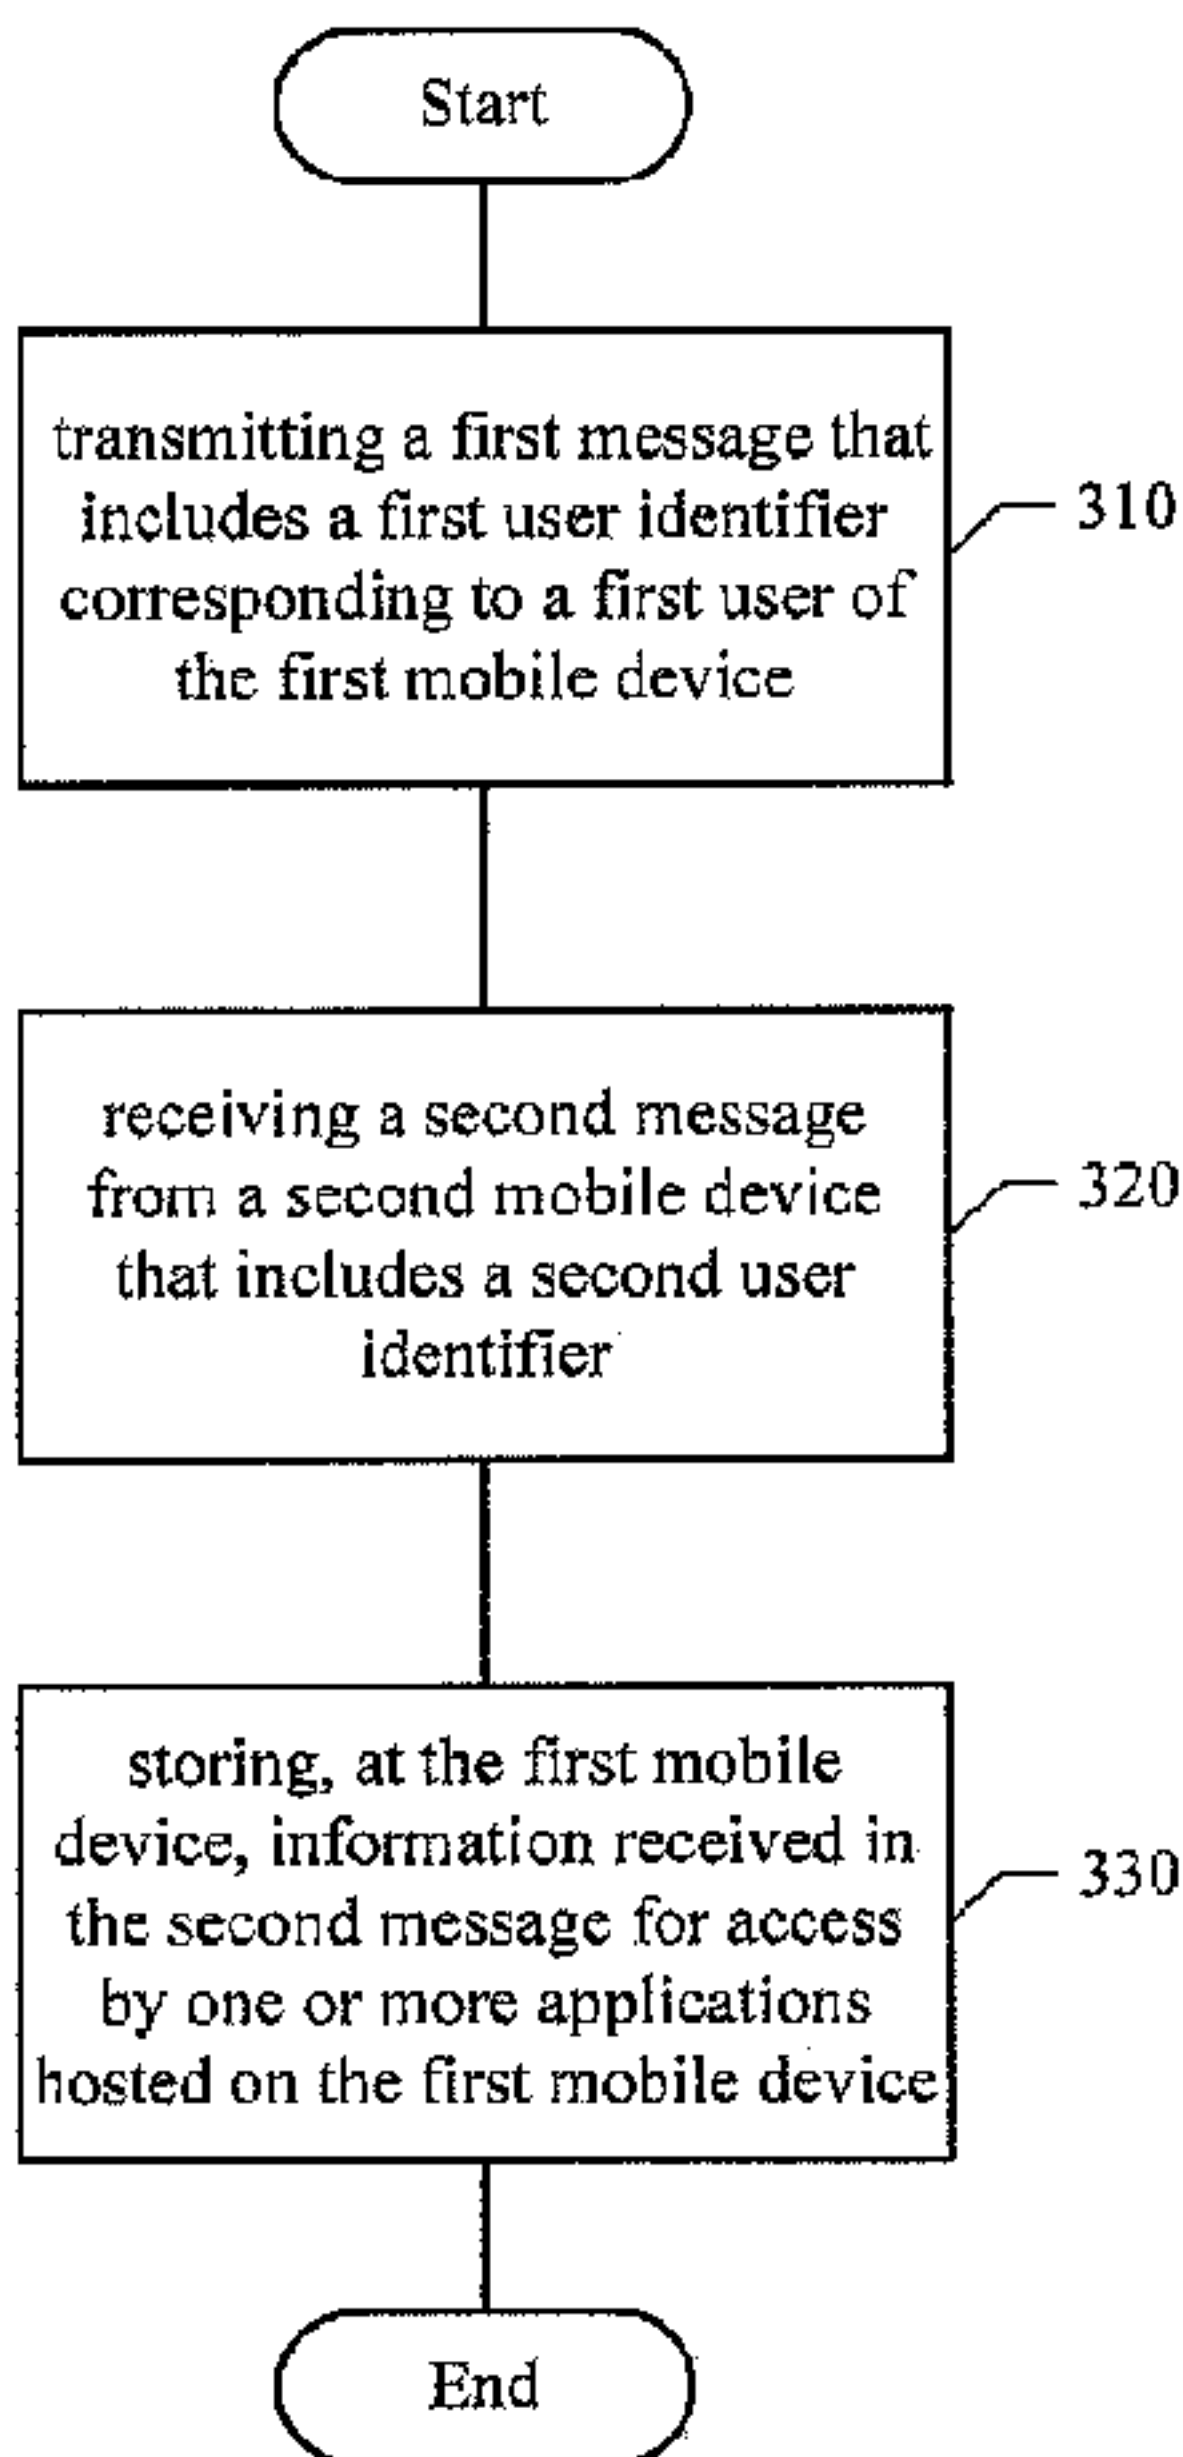 Start
transmitting a first message that
includes a first user identifier
corresponding to a first user of
the first mobile device
310
receiving a second message
from a second mobile device
that includes a second user
identifier
320
storing, at the first mobile
device, information received in
the second message for access
by one or more applications
hosted on the first mobile device
330
End